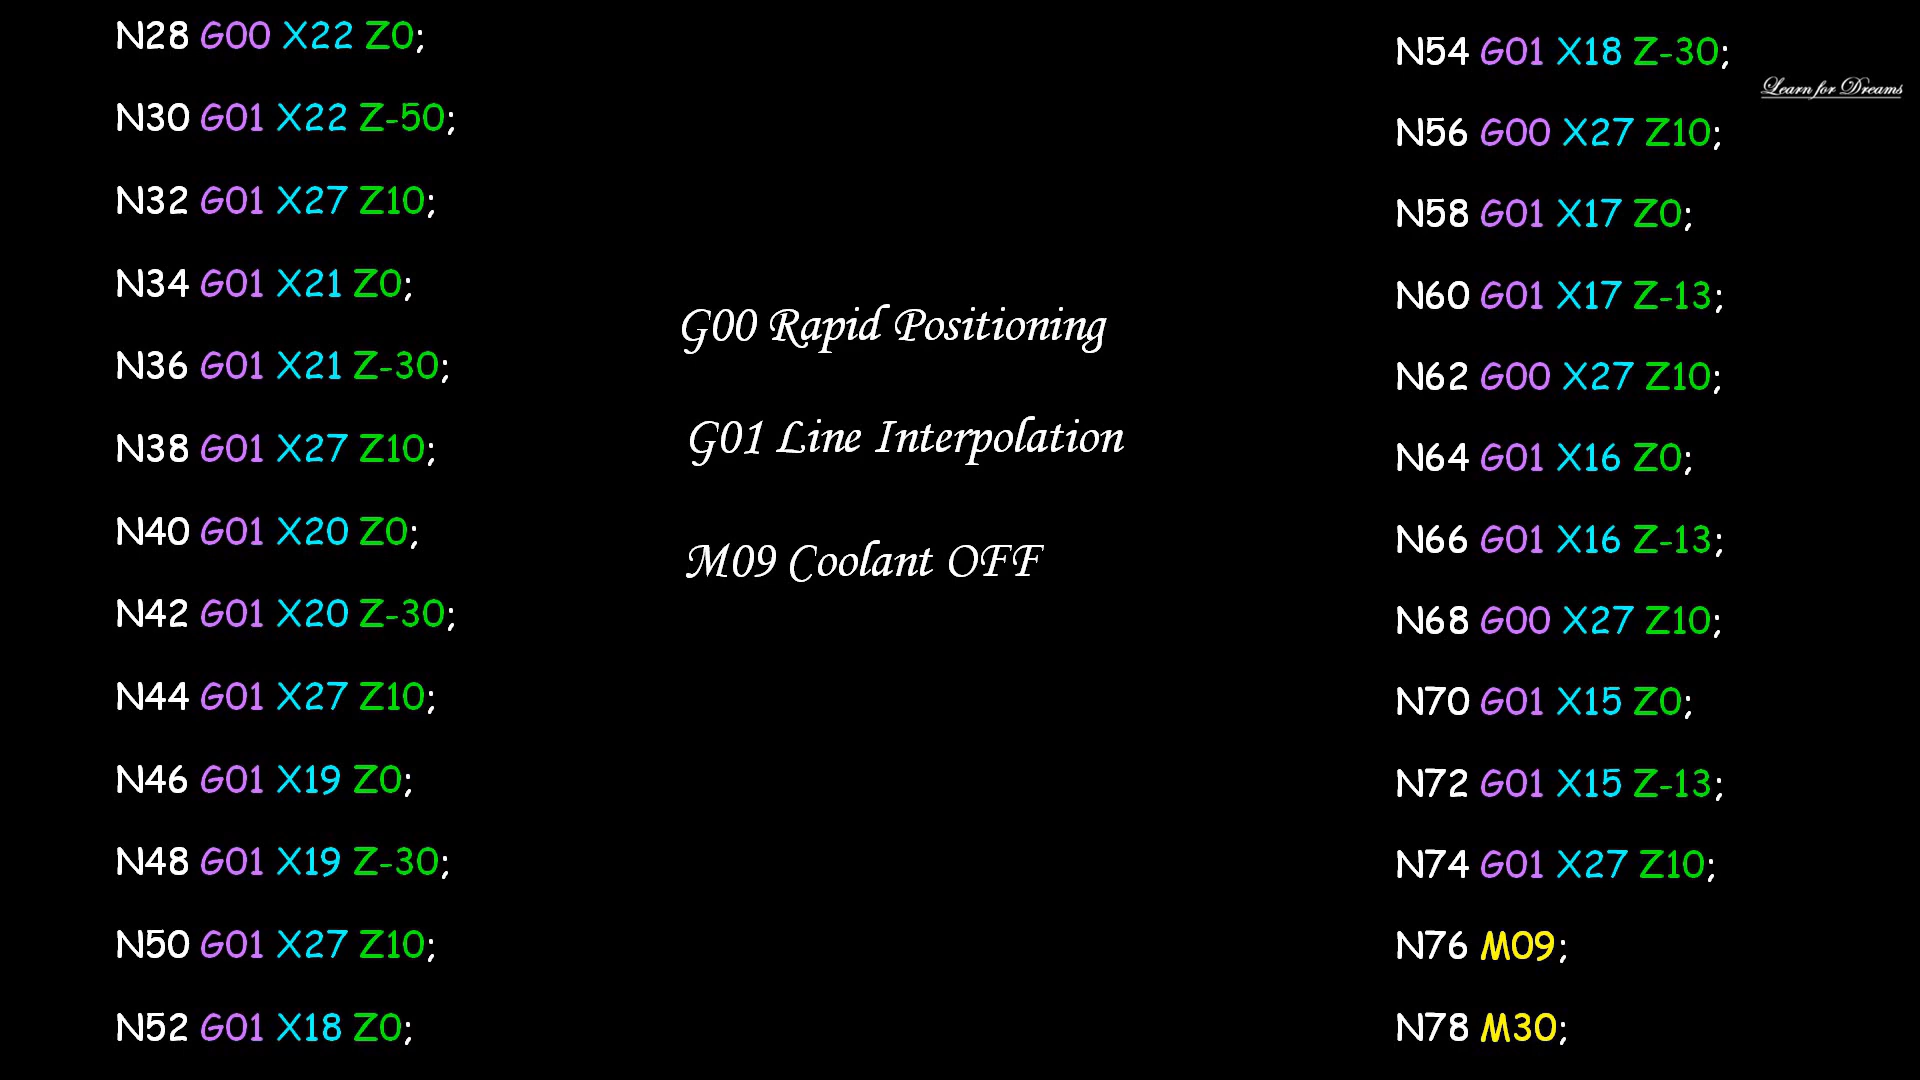 N28 G00 X22 Z0;
N30 G01 X22 Z-50;
N32 G01 X27 Z10;
N34 G01 X21 Z0;
N36 G01 X21 Z-30;
N38 G01 X27 Z10;
N40 G01 X20 Z0;
N42 G01 X20 Z-30;
N44 G01 X27 Z10;
N46 G01 X19 Z0;
N48 G01 X19 Z-30;
N50 G01 X27 Z10;
N52 G01 X18 Z0;
G00 Rapid Positioning
G01 Line Interpolation
M09 Coolant OFF
N54 G01 X18 Z-30;
Learn for Dreams
N56 G00 X27 Z10;
N58 G01 X17 Z0;
N60 G01 X17 Z-13;
N62 G00 X27 Z10;
N64 G01 X16 Z0;
N66 G01 X16 Z-13;
N68 G00 X27 Z10;
N70 G01 X15 Z0;
N72 G01 X15 Z-13;
N74 G01 X27 Z10;
N76 M09;
N78 M30;